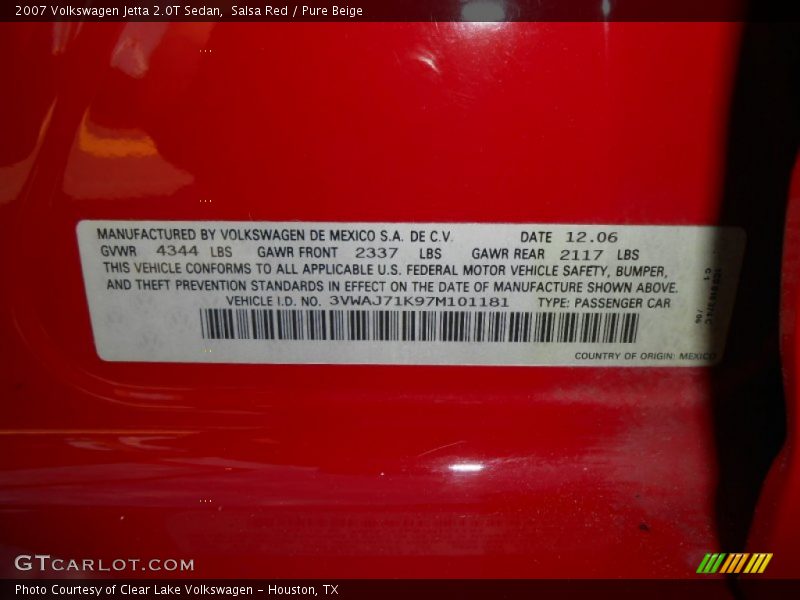 2007 Volkswagen Jetta 2.0T Sedan, Salsa Red / Pure Beige
MANUFACTURED BY VOLKSWAGEN DE MEXICO S.A. DE C.V. DATE 12.06
GVWR 4344 LBS GAWR FRONT 2337 LBS GAWR REAR 2117 LBS
THIS VEHICLE CONFORMS TO ALL APPLICABLE U.S. FEDERAL MOTOR VEHICLE SAFETY, BUMPER,
AND THEFT PREVENTION STANDARDS IN EFFECT ON THE DATE OF MANUFACTURE SHOWN ABOVE.
VEHICLE I.D. NO. 3VWAJ71K97M101181 TYPE: PASSENGER CAR
COUNTRY OF ORIGIN: MEXICO
GTCARLOT.COM
Photo Courtesy of Clear Lake Volkswagen - Houston, TX